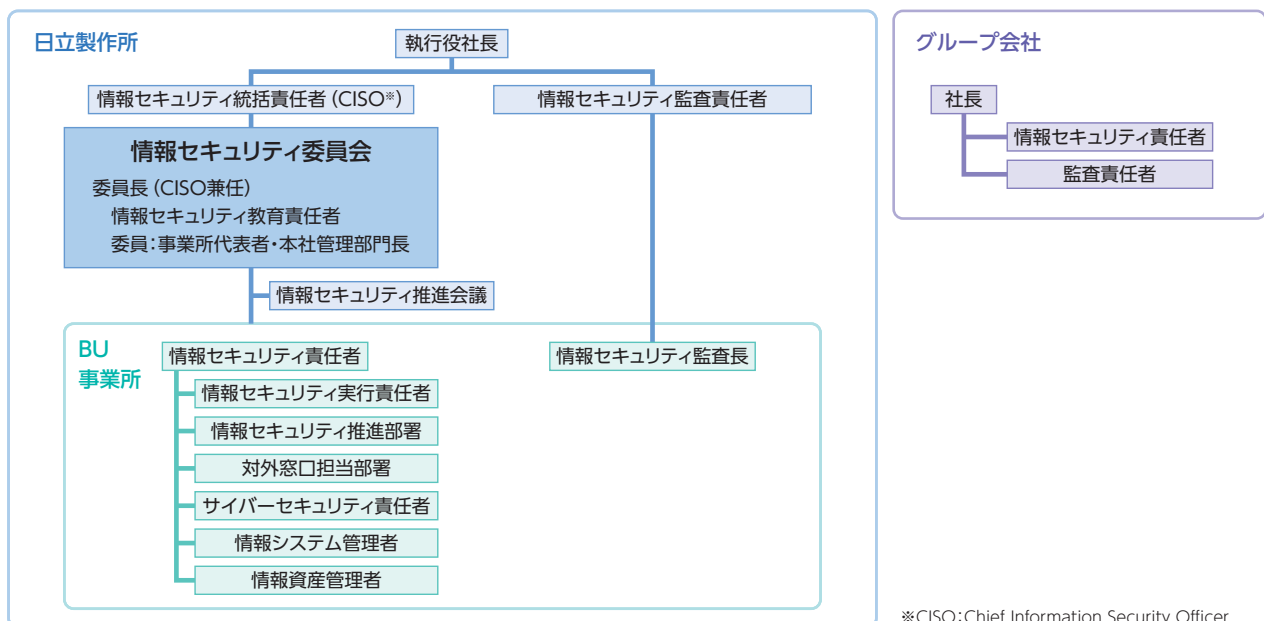 日立製作所
執行役社長
情報セキュリティ統括責任者(CISO※)
情報セキュリティ監査責任者
情報セキュリティ委員会
委員長(CISO兼任)
情報セキュリティ教育責任者
委員:事業所代表者・本社管理部門長
情報セキュリティ推進会議
BU
事業所
情報セキュリティ責任者
情報セキュリティ監査長
情報セキュリティ実行責任者
情報セキュリティ推進部署
対外窓口担当部署
サイバーセキュリティ責任者
情報システム管理者
情報資産管理者
グループ会社
社長
情報セキュリティ責任者
監査責任者
※CISO:Chief Information Security Officer